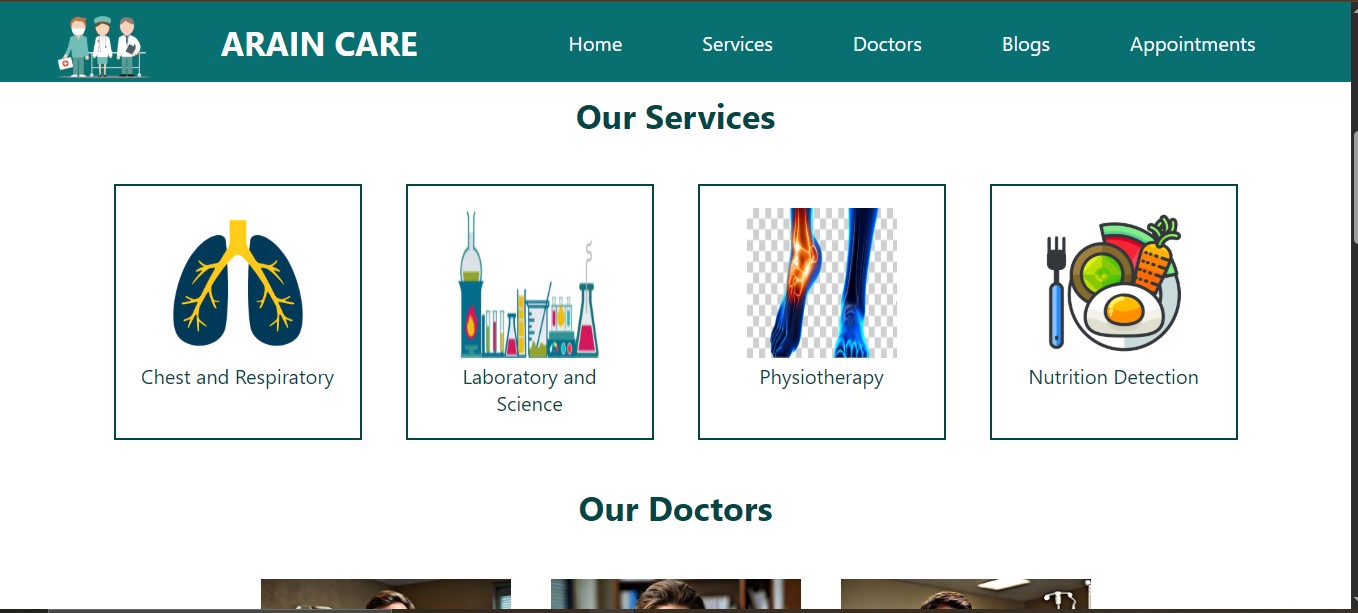 ARAIN CARE
Home
Services
Doctors
Blogs
Appointments
Our Services
Chest and Respiratory
Laboratory and
Science
Physiotherapy
Nutrition Detection
Our Doctors